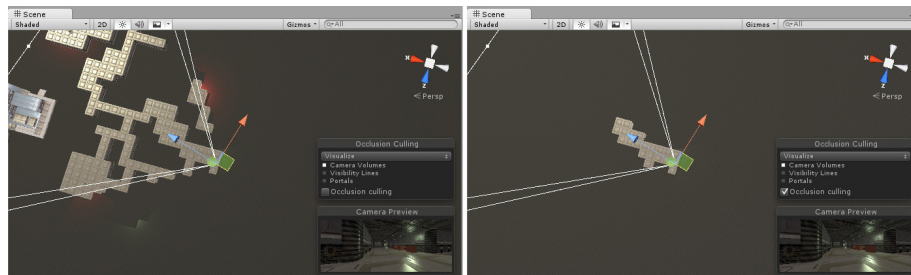 Scene
Shaded 2D Gizmos All
x
z
Persp
Occlusion Culling
Visualize
Camera Volumes
Visibility Lines
Portals
Occlusion culling
Camera Preview
Scene
Shaded 2D Gizmos All
x
z
Persp
Occlusion Culling
Visualize
Camera Volumes
Visibility Lines
Portals
Occlusion culling
Camera Preview